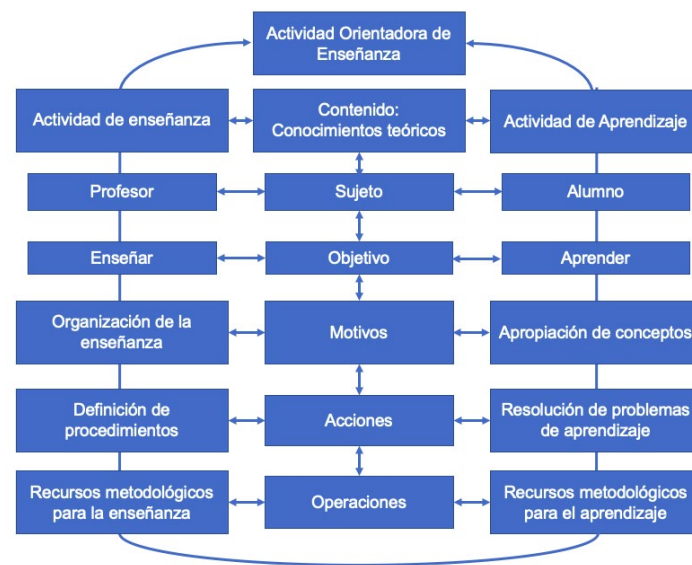 Actividad Orientadora de
Enseñanza
Actividad de enseñanza
Contenido:
Conocimientos teóricos
Actividad de Aprendizaje
Profesor
Sujeto
Alumno
Enseñar
Objetivo
Aprender
Organización de la
enseñanza
Motivos
Apropiación de conceptos
Definición de
procedimientos
Acciones
Resolución de problemas
de aprendizaje
Recursos metodológicos
para la enseñanza
Operaciones
Recursos metodológicos
para el aprendizaje